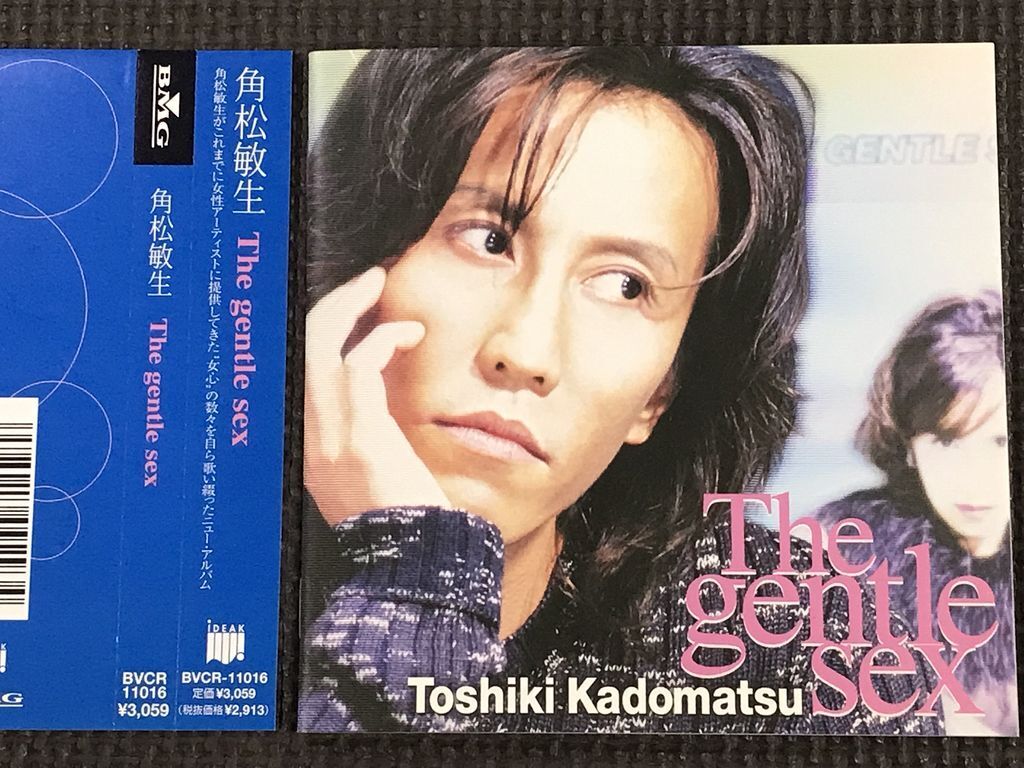 BMG
角松敏生 The gentle sex
角松敏生がこれまでに女性アーティストに提供してきた“女心”の数々を自ら歌い綴ったニュー・アルバム
角松敏生 The gentle sex
iDEAK
BVCR
11016
¥3,059
BVCR-11016
定価¥3,059
(税抜価格¥2,913)
GENTLE S
The
gentle
sex
Toshiki Kadomatsu